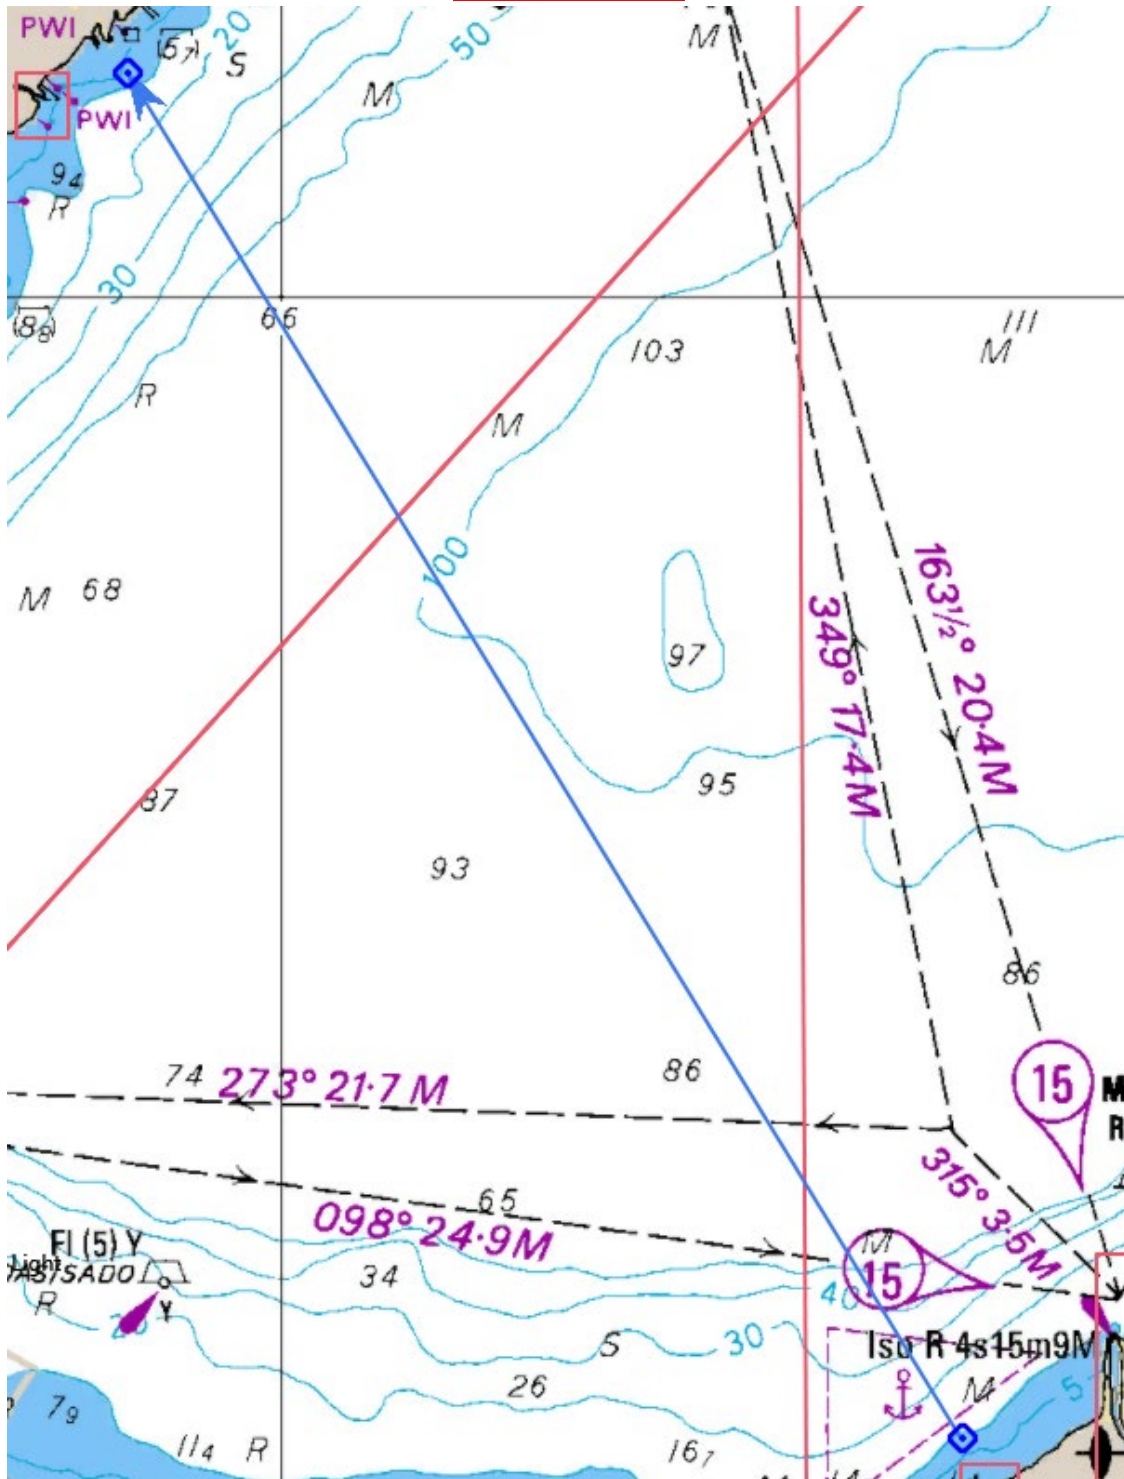 PWI
(5₇)
20
S
50
M
M
PWI
9₄
R
30
(8₈)
66
103
111
M
R
M
100
M
68
97
163½° 20·4M
349° 17·4M
87
95
93
86
74
273° 21·7 M
86
15
M
R
315° 3·5M
65
098° 24·9M
M
15
Fl (5) Y
Light
R
Y
34
40
Iso R 4s15m9M
S
30
26
M
5
7₉
11₄ R
16₇
14